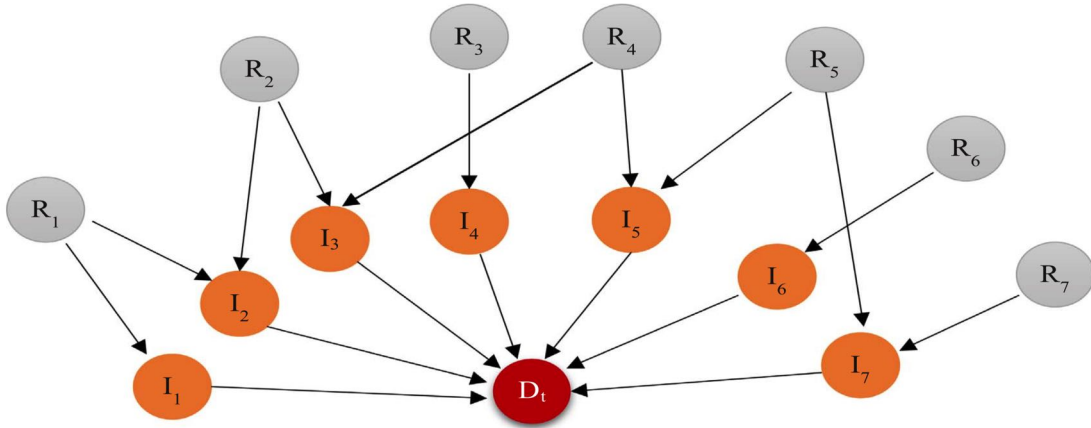 R₁
R₂
R₃
R₄
R₅
R₆
R₇
I₁
I₂
I₃
I₄
I₅
I₆
I₇
Dₜ